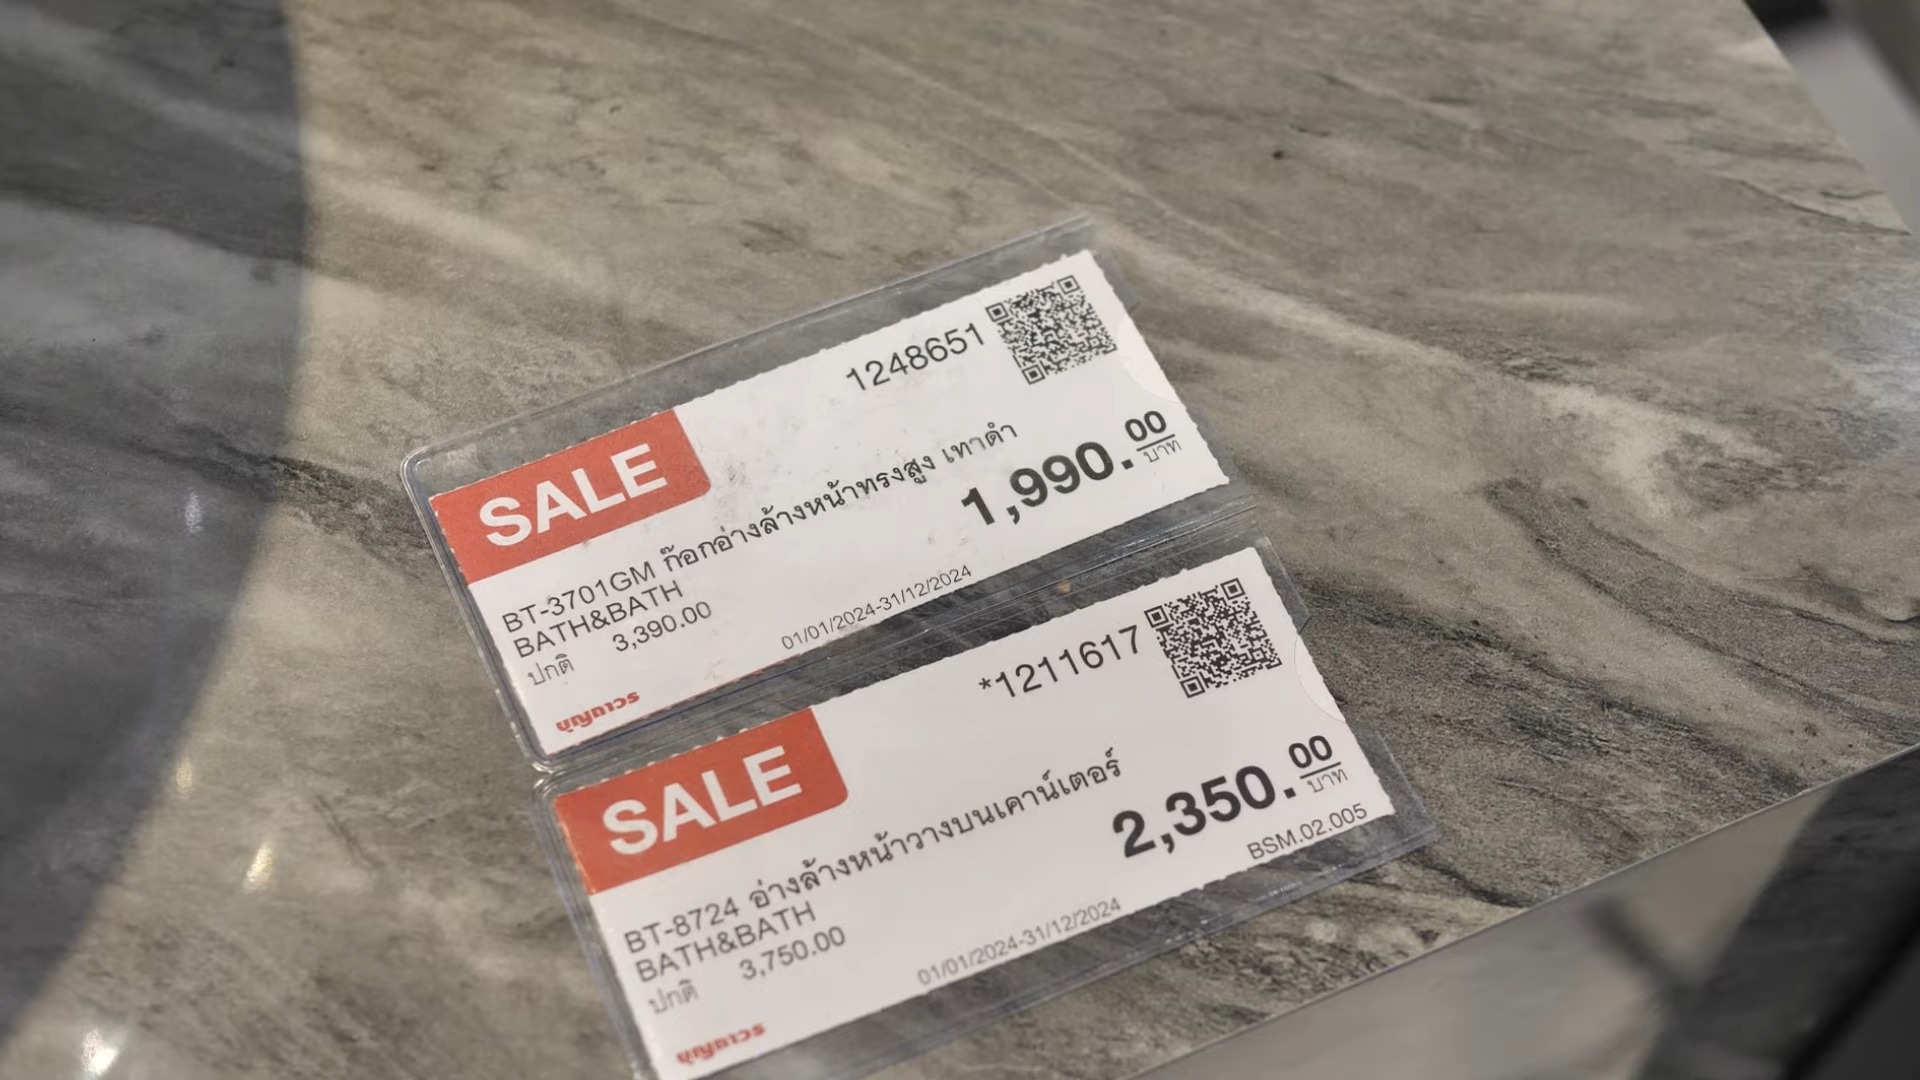 1248651
SALE
BT-3701GM ก๊อกอ่างล้างหน้าทรงสูง เทาดำ
BATH&BATH
1,990.00
บาท
ปกติ 3,390.00
01/01/2024-31/12/2024
บุญถาวร
*1211617
SALE
BT-8724 อ่างล้างหน้าวางบนเคาน์เตอร์
BATH&BATH
2,350.00
บาท
BSM.02.005
ปกติ 3,750.00
01/01/2024-31/12/2024
บุญถาวร